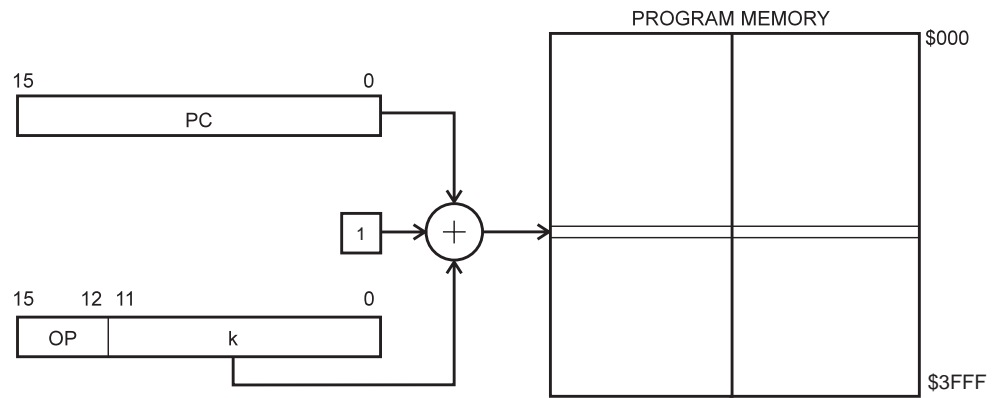 PROGRAM MEMORY
$000
15 0
PC
1
+
15 12 11 0
OP k
$3FFF